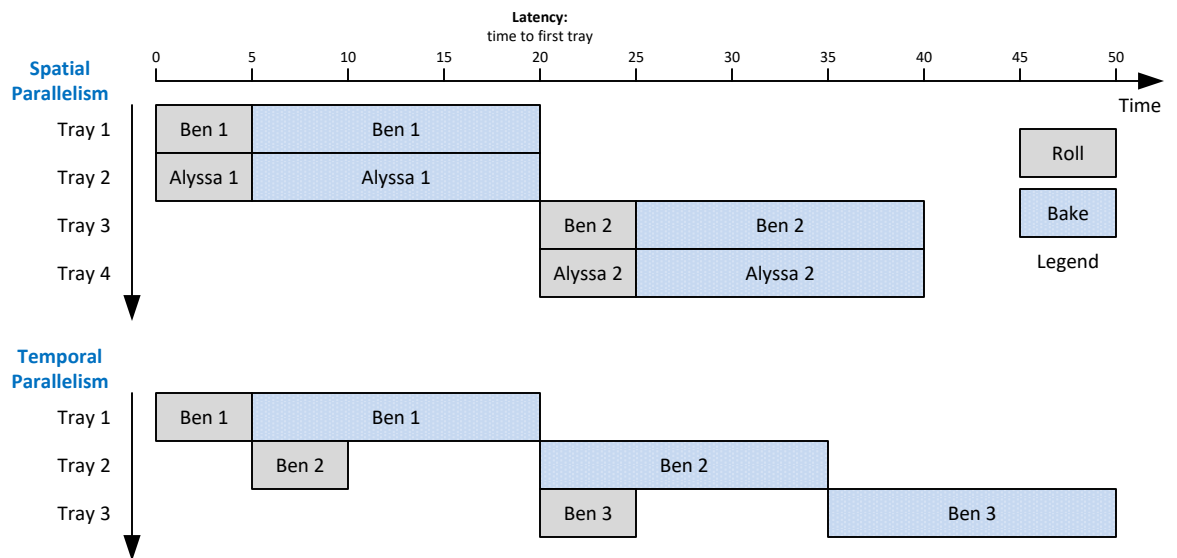 Latency:
time to first tray
0 5 10 15 20 25 30 35 40 45 50
Time
Spatial
Parallelism
Tray 1 Ben 1 Ben 1
Tray 2 Alyssa 1 Alyssa 1
Tray 3 Ben 2 Ben 2
Tray 4 Alyssa 2 Alyssa 2
Roll
Bake
Legend
Temporal
Parallelism
Tray 1 Ben 1 Ben 1
Tray 2 Ben 2 Ben 2
Tray 3 Ben 3 Ben 3